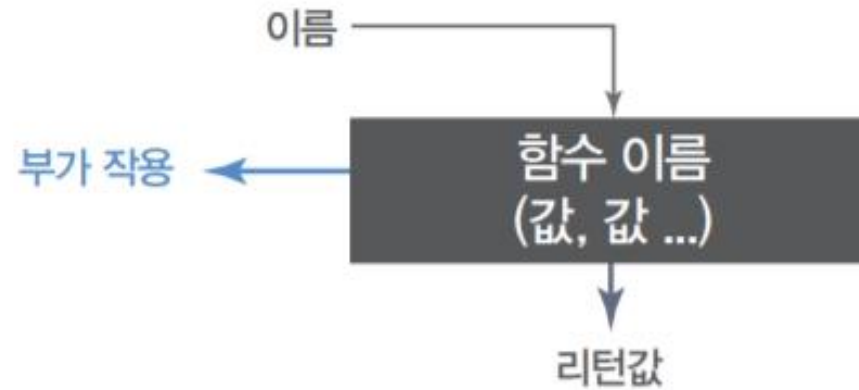 이름
부가 작용
함수 이름
(값, 값 ...)
리턴값